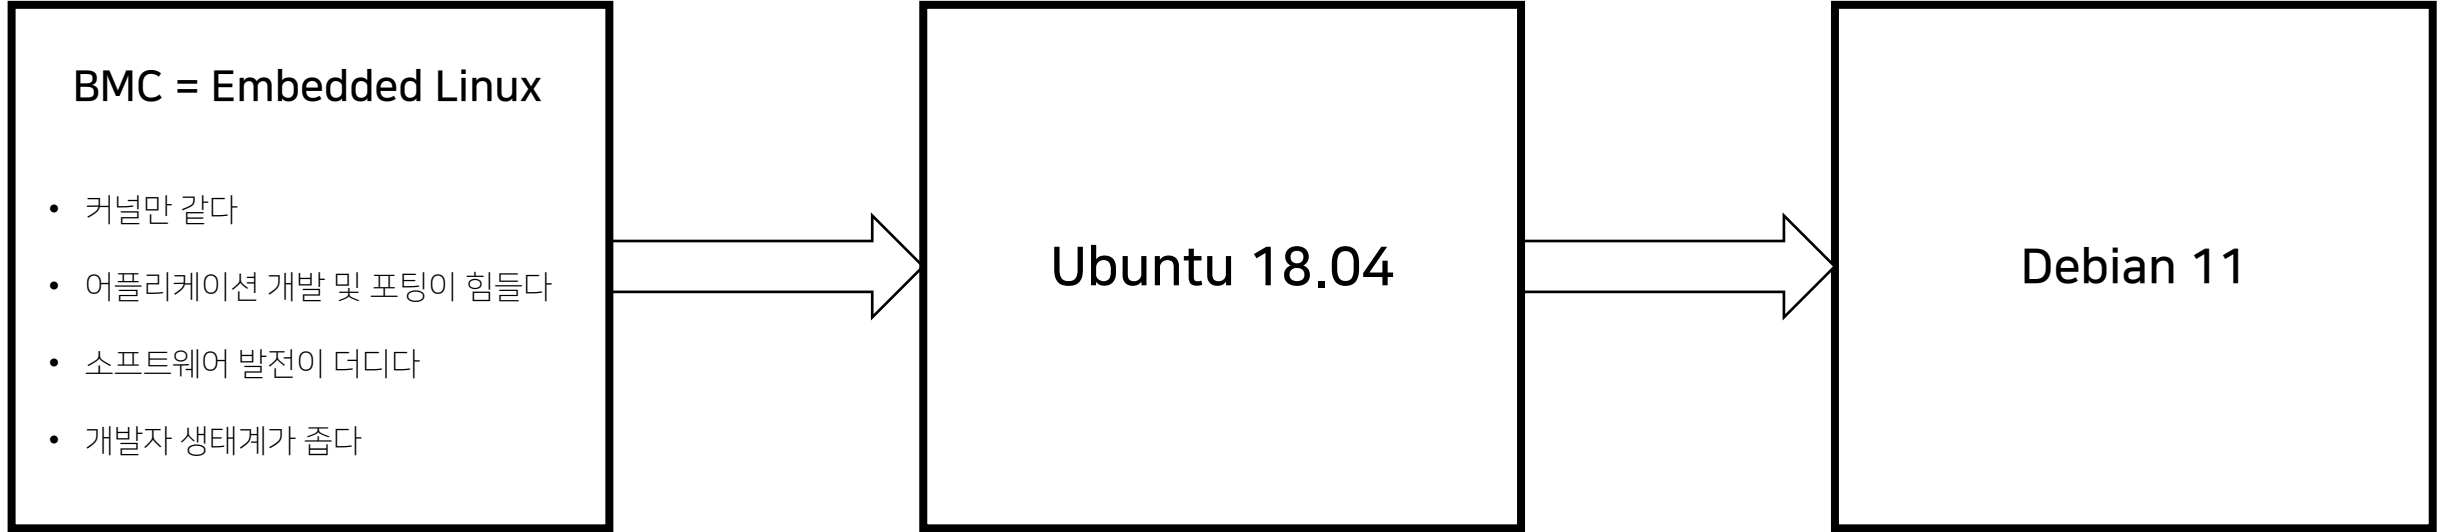 BMC = Embedded Linux
• 커널만 같다
• 어플리케이션 개발 및 포팅이 힘들다
• 소프트웨어 발전이 더디다
• 개발자 생태계가 좁다
Ubuntu 18.04
Debian 11